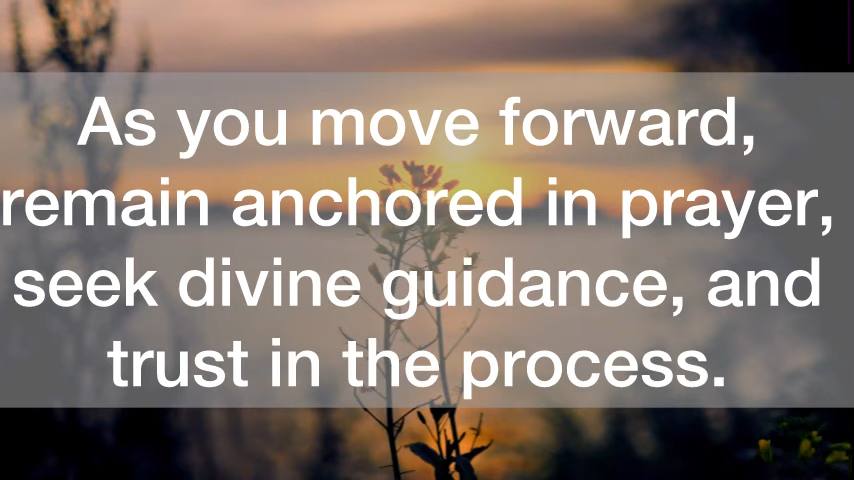 As you move forward,
remain anchored in prayer,
seek divine guidance, and
trust in the process.